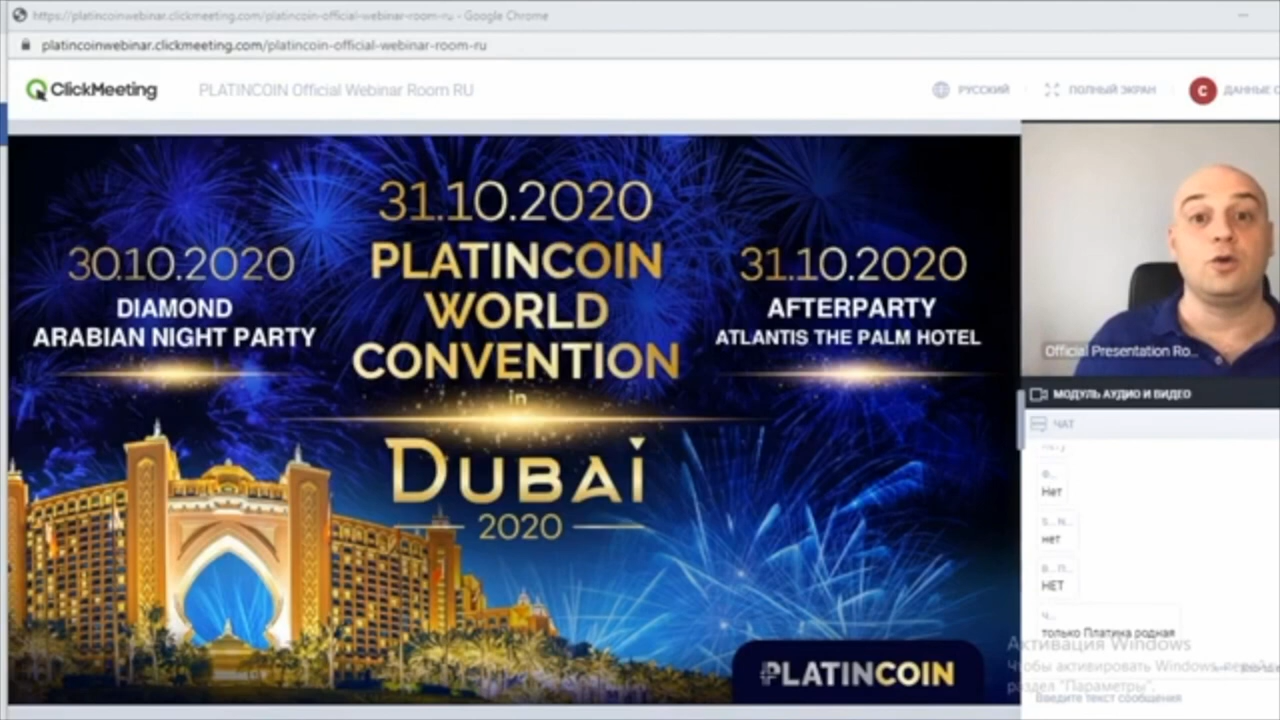 https://platincoinwebinar.clickmeeting.com/platincoin-official-webinar-room-ru - Google Chrome
platincoinwebinar.clickmeeting.com/platincoin-official-webinar-room-ru
ClickMeeting
PLATINCOIN Official Webinar Room RU
РУССКИЙ
ПОЛНЫЙ ЭКРАН
C
ДАННЫЕ
30.10.2020
DIAMOND
ARABIAN NIGHT PARTY
31.10.2020
PLATINCOIN
WORLD
CONVENTION
in
DUBAI
2020
31.10.2020
AFTERPARTY
ATLANTIS THE PALM HOTEL
#PLATINCOIN
Official Presentation Ro...
МОДУЛЬ АУДИО И ВИДЕО
ЧАТ
Ф...
Нет
S... N...
нет
В... П...
НЕТ
Ч...
только Платина родная
Активация Windows
Чтобы активировать Windows,
раздел "Параметры".
Введите текст сообщения